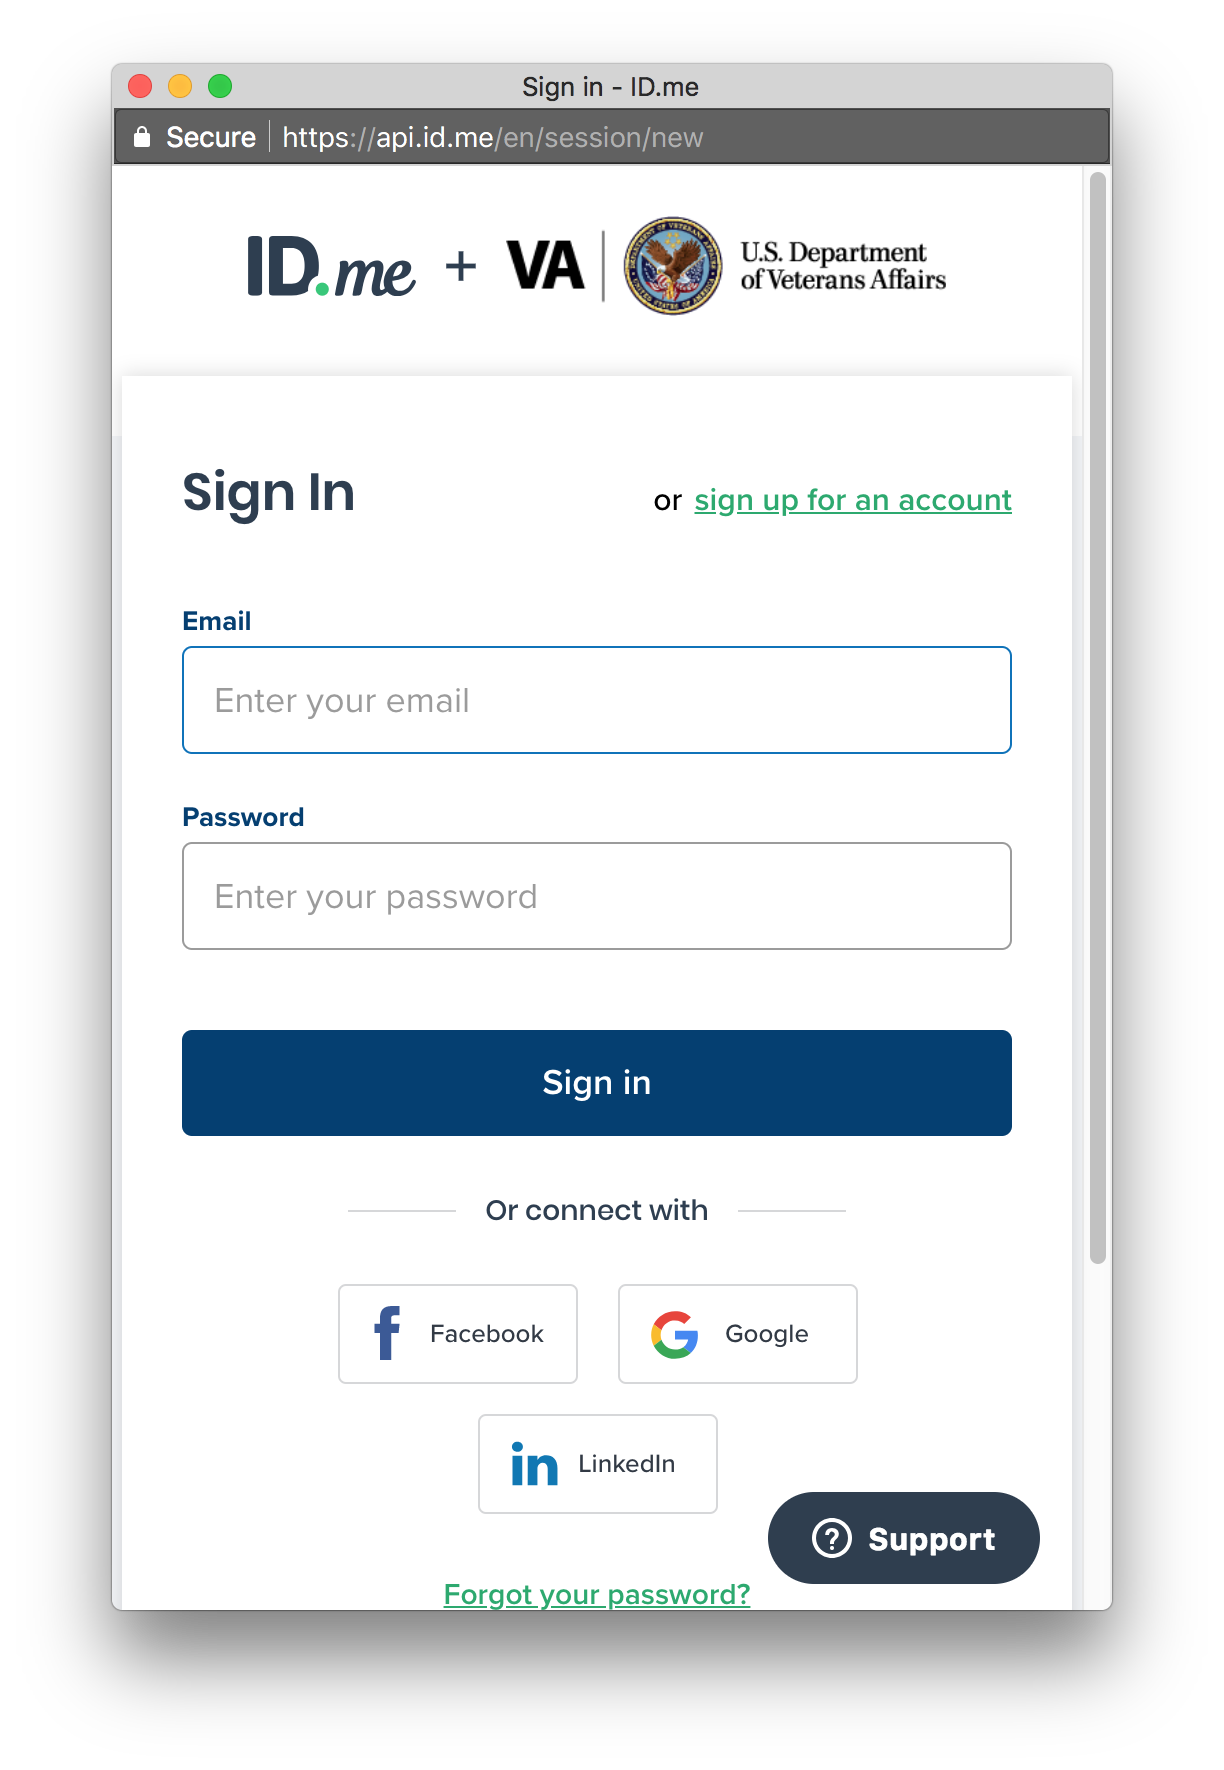 Sign in - ID.me
Secure | https://api.id.me/en/session/new
ID.me + VA | U.S. Department
of Veterans Affairs
Sign In
or sign up for an account
Email
Enter your email
Password
Enter your password
Sign in
Or connect with
Facebook
Google
in LinkedIn
Support
Forgot your password?